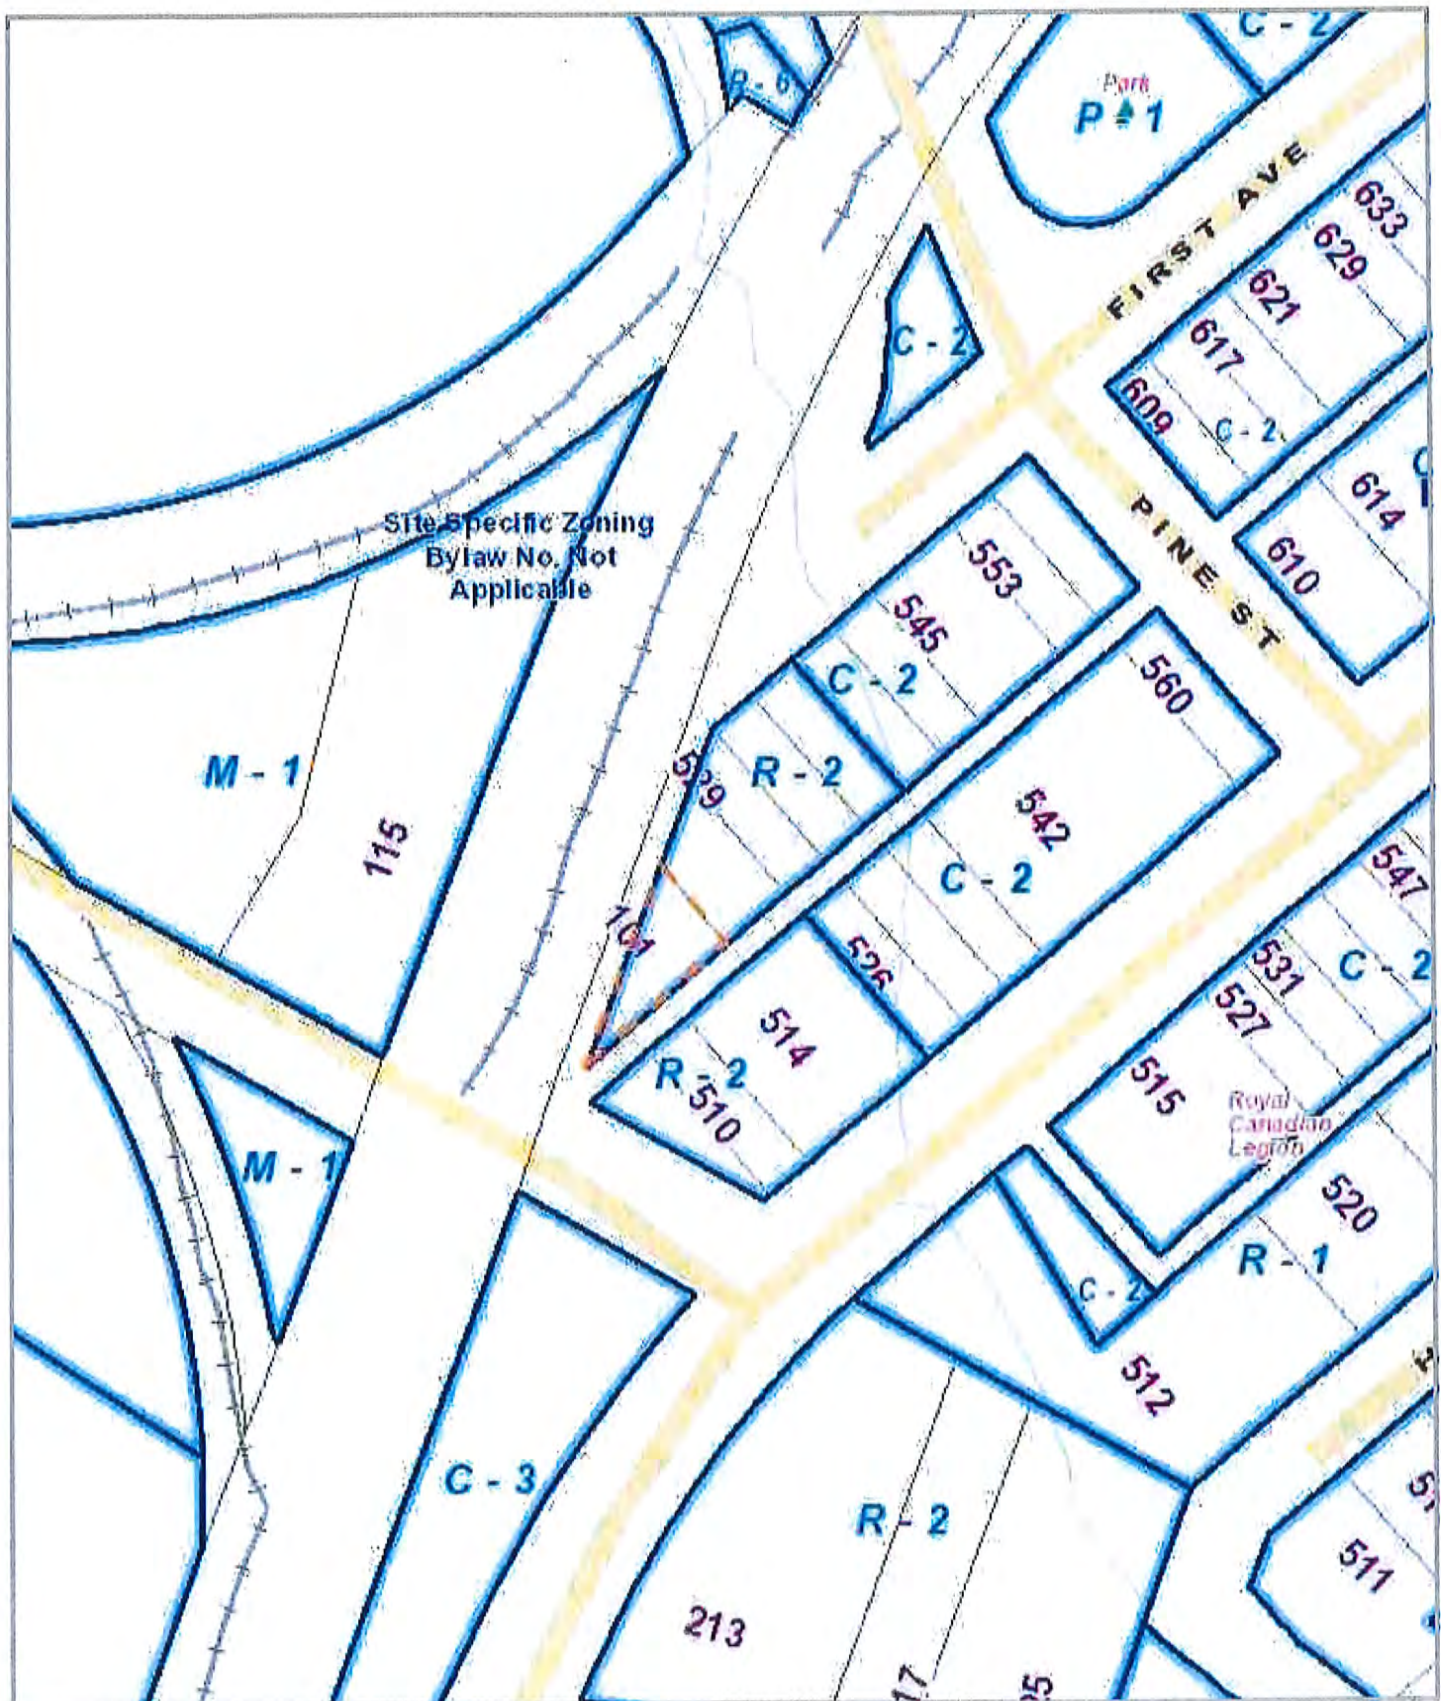 C - 2
Park
P - 1
FIRST AVE
633
629
621
617
609
C - 2
C - 2
614
610
PINE ST
Site Specific Zoning
Bylaw No. Not
Applicable
553
545
C - 2
560
R - 2
M - 1
115
542
C - 2
547
101
526
531
C - 2
527
514
R - 2
510
515
Royal
Canadian
Legion
M - 1
520
R - 1
C - 2
512
C - 3
R - 2
511
213